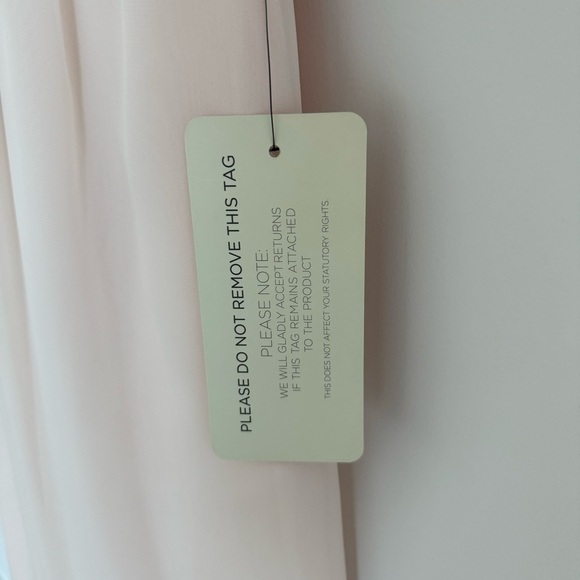 PLEASE DO NOT REMOVE THIS TAG
PLEASE NOTE:
WE WILL GLADLY ACCEPT RETURNS
IF THIS TAG REMAINS ATTACHED
TO THE PRODUCT
THIS DOES NOT AFFECT YOUR STATUTORY RIGHTS